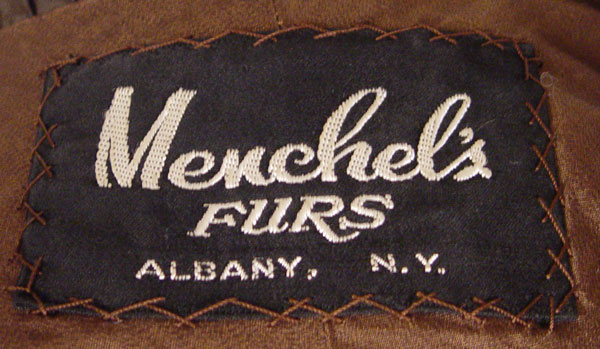 Menchel's
FURS
ALBANY, N.Y.